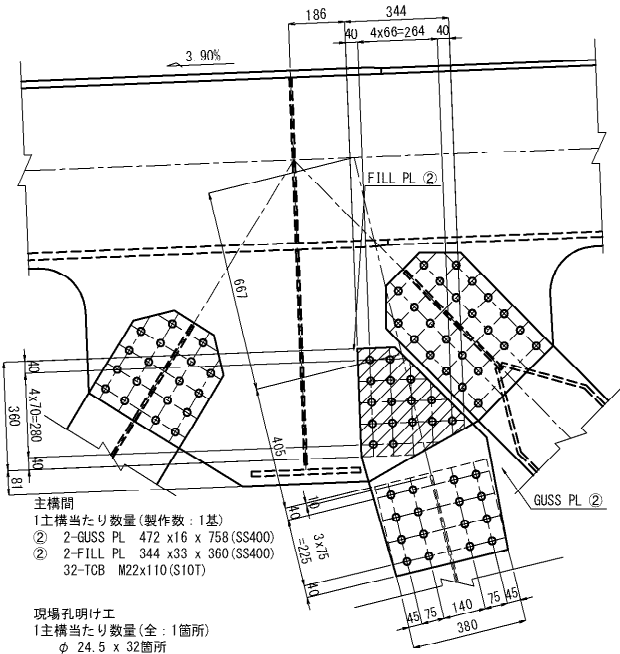 186
344
40
4x66=264
40
3.90%
FILL PL ②
667
40
4x70=280
360
40
81
405
10
40
3x75
=225
40
GUSS PL ②
45
75
140
75
45
380
主構間
1主構当たり数量(製作数：1基)
② 2-GUSS PL 472 x16 x 758(SS400)
② 2-FILL PL 344 x33 x 360(SS400)
32-TCB M22x110(S10T)
現場孔明け工
1主構当たり数量(全：1箇所)
φ 24.5 x 32箇所